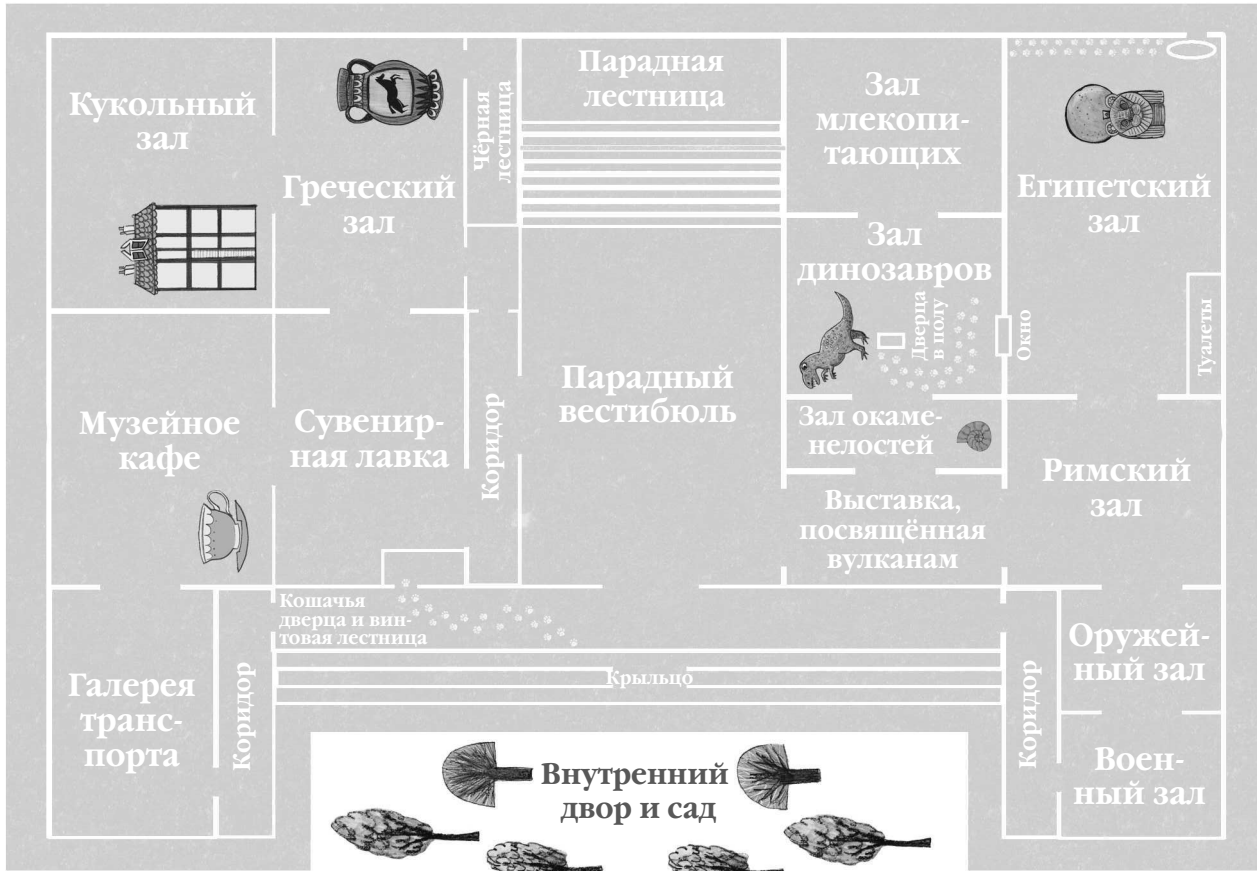 Кукольный
зал
Греческий
зал
Чёрная
лестница
Парадная
лестница
Зал
млекопи-
тающих
Египетский
зал
Зал
динозавров
Дверца
в полу
Окно
Туалеты
Музейное
кафе
Сувенир-
ная лавка
Коридор
Парадный
вестибюль
Зал окаме-
нелостей
Выставка,
посвящённая
вулканам
Римский
зал
Кошачья
дверца и вин-
товая лестница
Крыльцо
Галерея
транс-
порта
Коридор
Коридор
Оружей-
ный зал
Воен-
ный зал
Внутренний
двор и сад